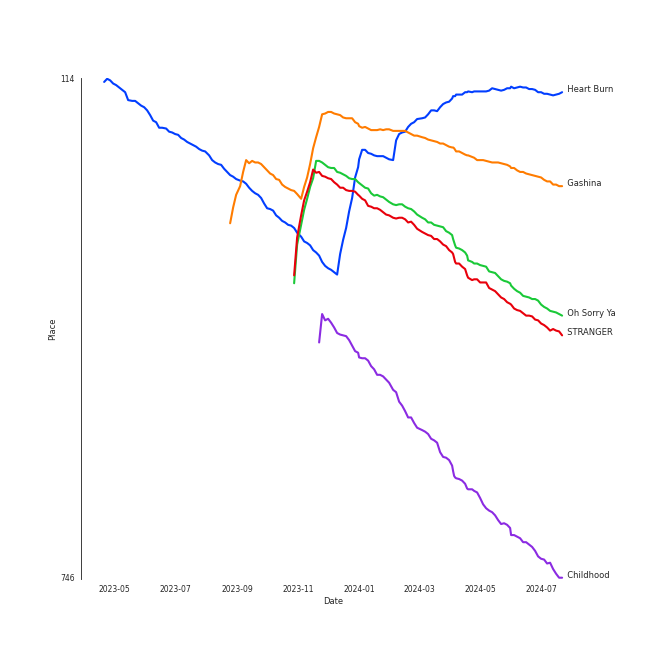 114
Heart Burn
Gashina
Oh Sorry Ya
Place
STRANGER
Childhood
746
2023-05 2023-07 2023-09 2023-11 2024-01 2024-03 2024-05 2024-07
Date